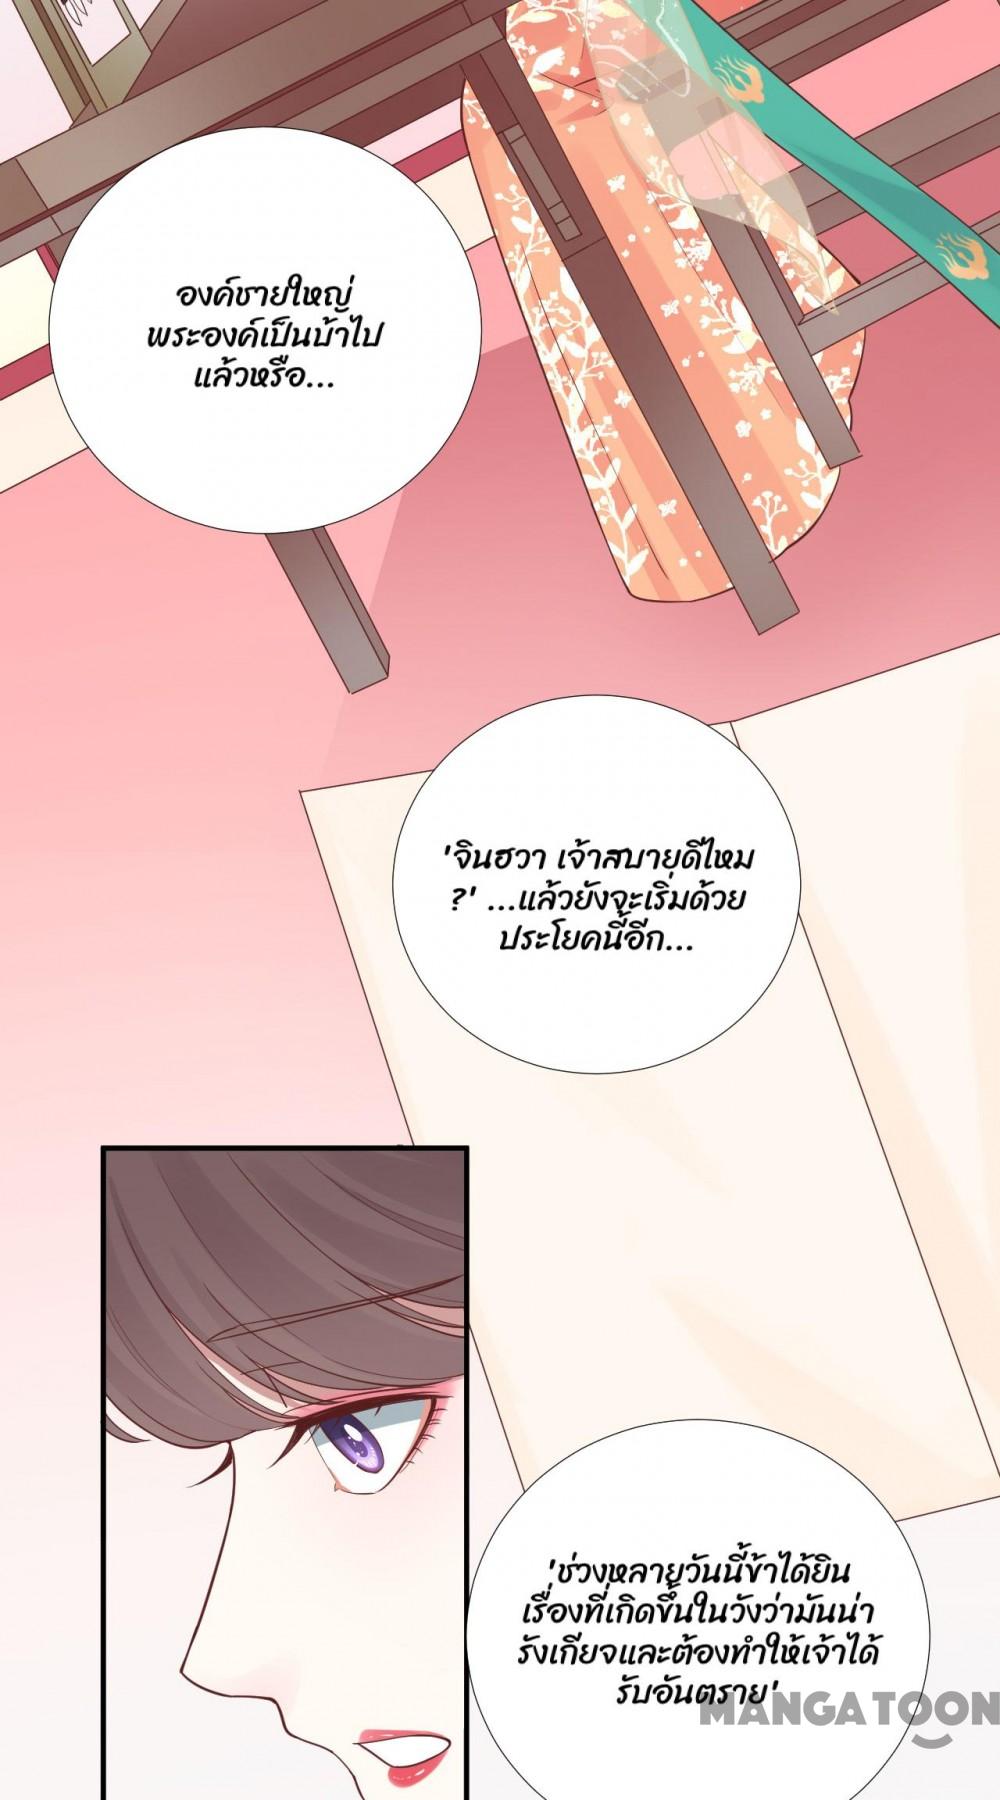 องค์ชายใหญ่
พระองค์เป็นบ้าไป
แล้วหรือ...
'จินฮวา เจ้าสบายดีไหม
?' ...แล้วยังจะเริ่มด้วย
ประโยคนี้อีก...
'ช่วงหลายวันนี้ข้าได้ยิน
เรื่องที่เกิดขึ้นในวังว่ามันน่า
รังเกียจและต้องทำให้เจ้าได้
รับอันตราย'
MANGATOON